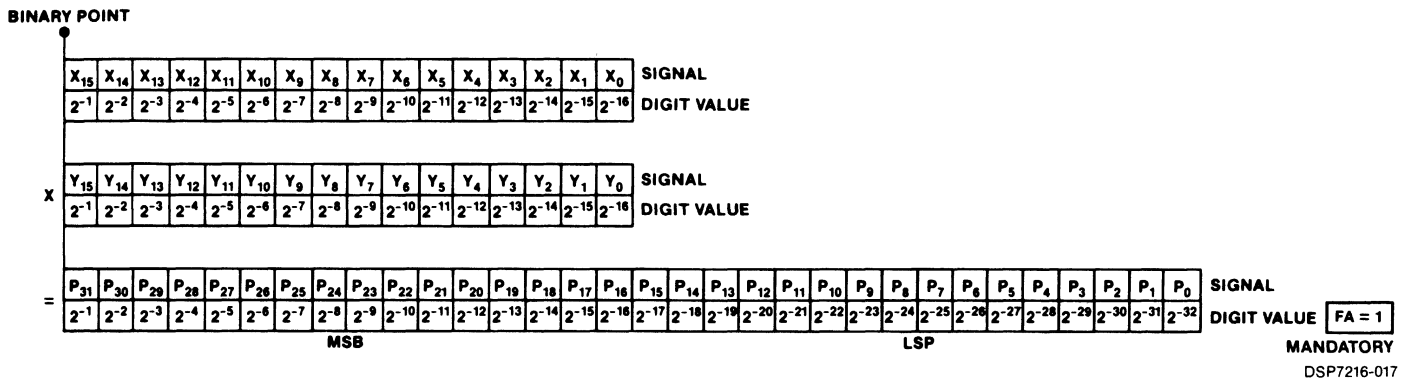 BINARY POINT
X₁₅ X₁₄ X₁₃ X₁₂ X₁₁ X₁₀ X₉ X₈ X₇ X₆ X₅ X₄ X₃ X₂ X₁ X₀ SIGNAL
2⁻¹ 2⁻² 2⁻³ 2⁻⁴ 2⁻⁵ 2⁻⁶ 2⁻⁷ 2⁻⁸ 2⁻⁹ 2⁻¹⁰ 2⁻¹¹ 2⁻¹² 2⁻¹³ 2⁻¹⁴ 2⁻¹⁵ 2⁻¹⁶ DIGIT VALUE
X Y₁₅ Y₁₄ Y₁₃ Y₁₂ Y₁₁ Y₁₀ Y₉ Y₈ Y₇ Y₆ Y₅ Y₄ Y₃ Y₂ Y₁ Y₀ SIGNAL
2⁻¹ 2⁻² 2⁻³ 2⁻⁴ 2⁻⁵ 2⁻⁶ 2⁻⁷ 2⁻⁸ 2⁻⁹ 2⁻¹⁰ 2⁻¹¹ 2⁻¹² 2⁻¹³ 2⁻¹⁴ 2⁻¹⁵ 2⁻¹⁶ DIGIT VALUE
= P₃₁ P₃₀ P₂₉ P₂₈ P₂₇ P₂₆ P₂₅ P₂₄ P₂₃ P₂₂ P₂₁ P₂₀ P₁₉ P₁₈ P₁₇ P₁₆ P₁₅ P₁₄ P₁₃ P₁₂ P₁₁ P₁₀ P₉ P₈ P₇ P₆ P₅ P₄ P₃ P₂ P₁ P₀ SIGNAL
2⁻¹ 2⁻² 2⁻³ 2⁻⁴ 2⁻⁵ 2⁻⁶ 2⁻⁷ 2⁻⁸ 2⁻⁹ 2⁻¹⁰ 2⁻¹¹ 2⁻¹² 2⁻¹³ 2⁻¹⁴ 2⁻¹⁵ 2⁻¹⁶ 2⁻¹⁷ 2⁻¹⁸ 2⁻¹⁹ 2⁻²⁰ 2⁻²¹ 2⁻²² 2⁻²³ 2⁻²⁴ 2⁻²⁵ 2⁻²⁶ 2⁻²⁷ 2⁻²⁸ 2⁻²⁹ 2⁻³⁰ 2⁻³¹ 2⁻³² DIGIT VALUE FA = 1
MSB LSP MANDATORY
DSP7216-017